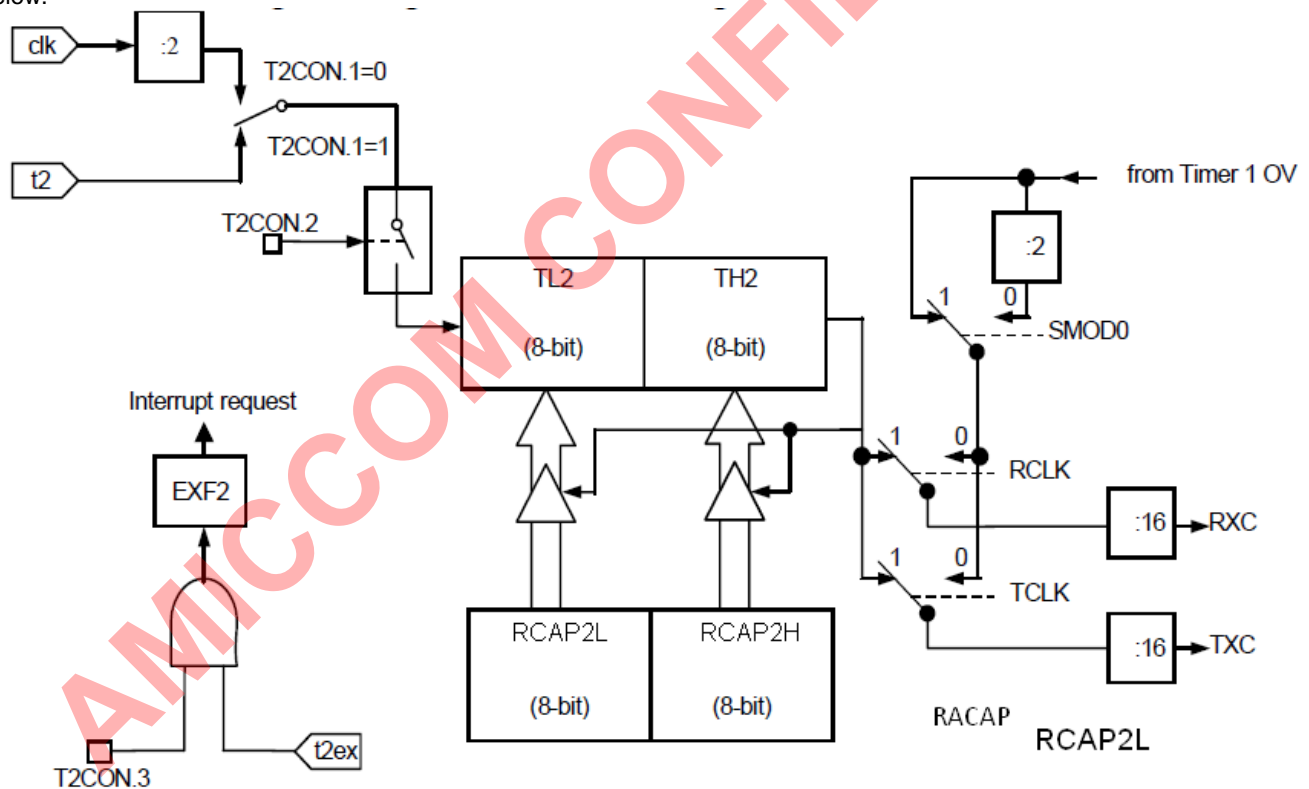 clk
:2
T2CON.1=0
T2CON.1=1
t2
from Timer 1 OV
T2CON.2
:2
TL2
TH2
1
0
SMOD0
(8-bit)
(8-bit)
Interrupt request
1
0
RCLK
EXF2
:16
RXC
1
0
TCLK
RCAP2L
RCAP2H
:16
TXC
(8-bit)
(8-bit)
RACAP
RCAP2L
t2ex
T2CON.3
AMICCOM CONFI